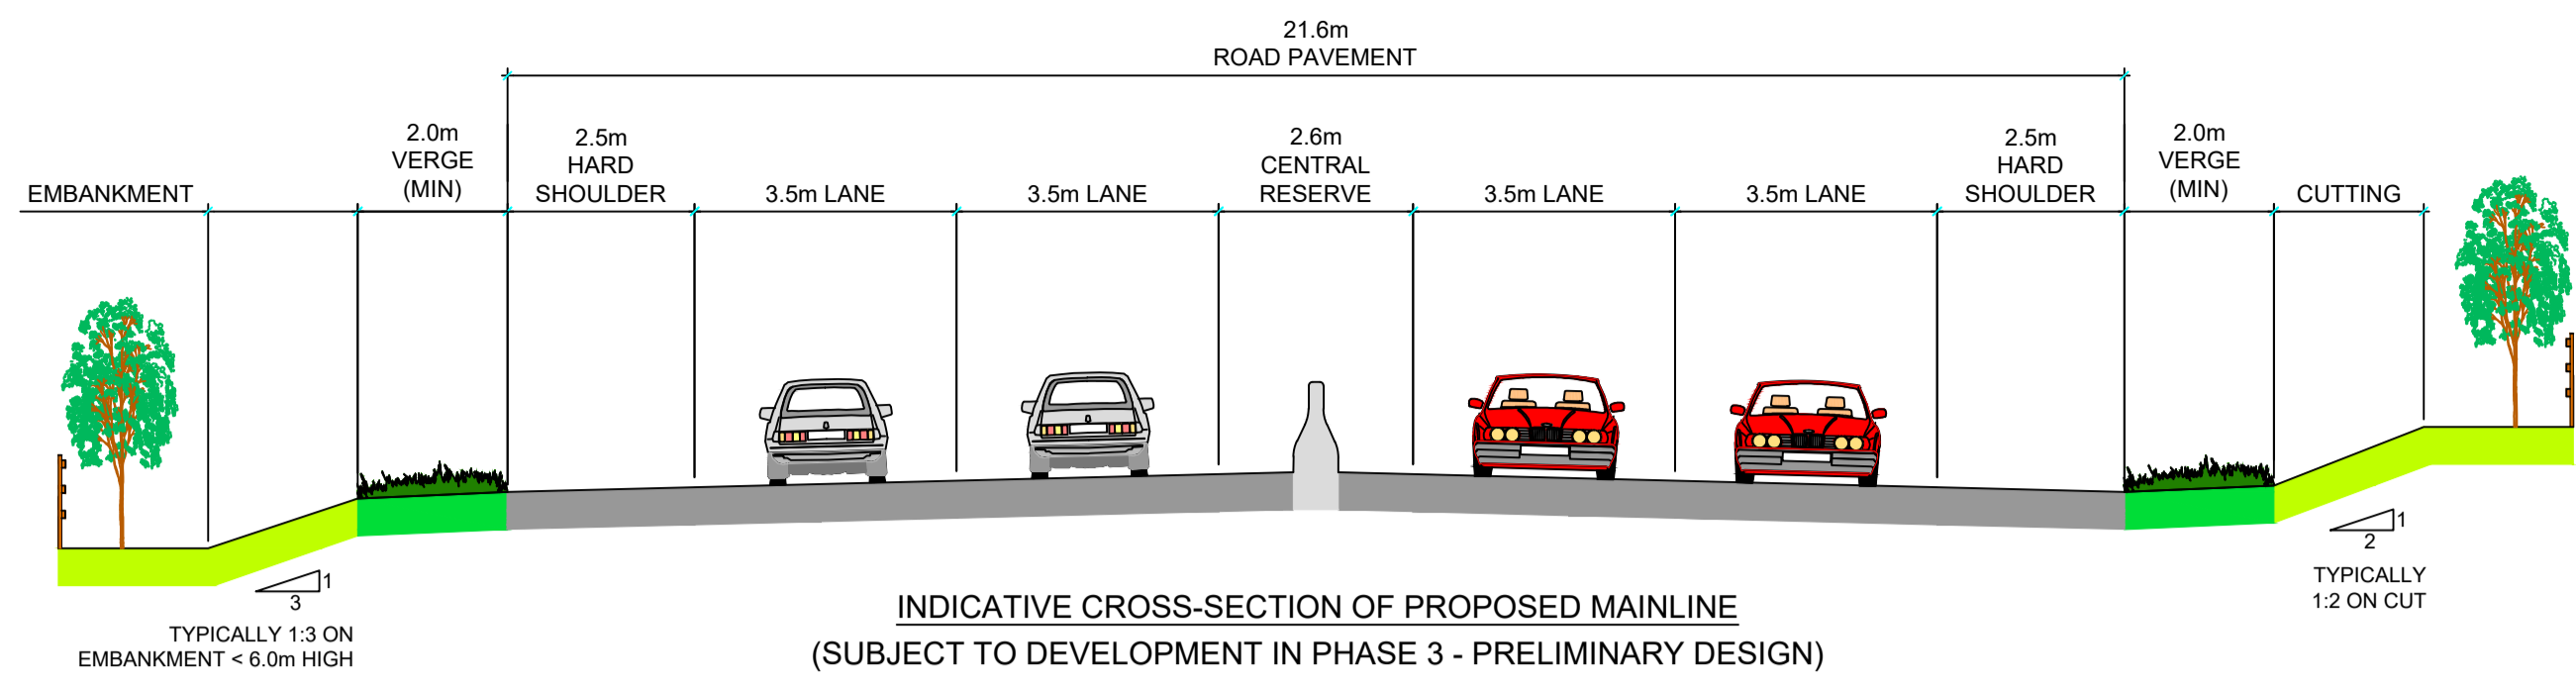 21.6m
ROAD PAVEMENT
EMBANKMENT
2.0m
VERGE
(MIN)
2.5m
HARD
SHOULDER
3.5m LANE
3.5m LANE
2.6m
CENTRAL
RESERVE
3.5m LANE
3.5m LANE
2.5m
HARD
SHOULDER
2.0m
VERGE
(MIN)
CUTTING
1
3
TYPICALLY 1:3 ON
EMBANKMENT < 6.0m HIGH
1
2
TYPICALLY
1:2 ON CUT
INDICATIVE CROSS-SECTION OF PROPOSED MAINLINE
(SUBJECT TO DEVELOPMENT IN PHASE 3 - PRELIMINARY DESIGN)